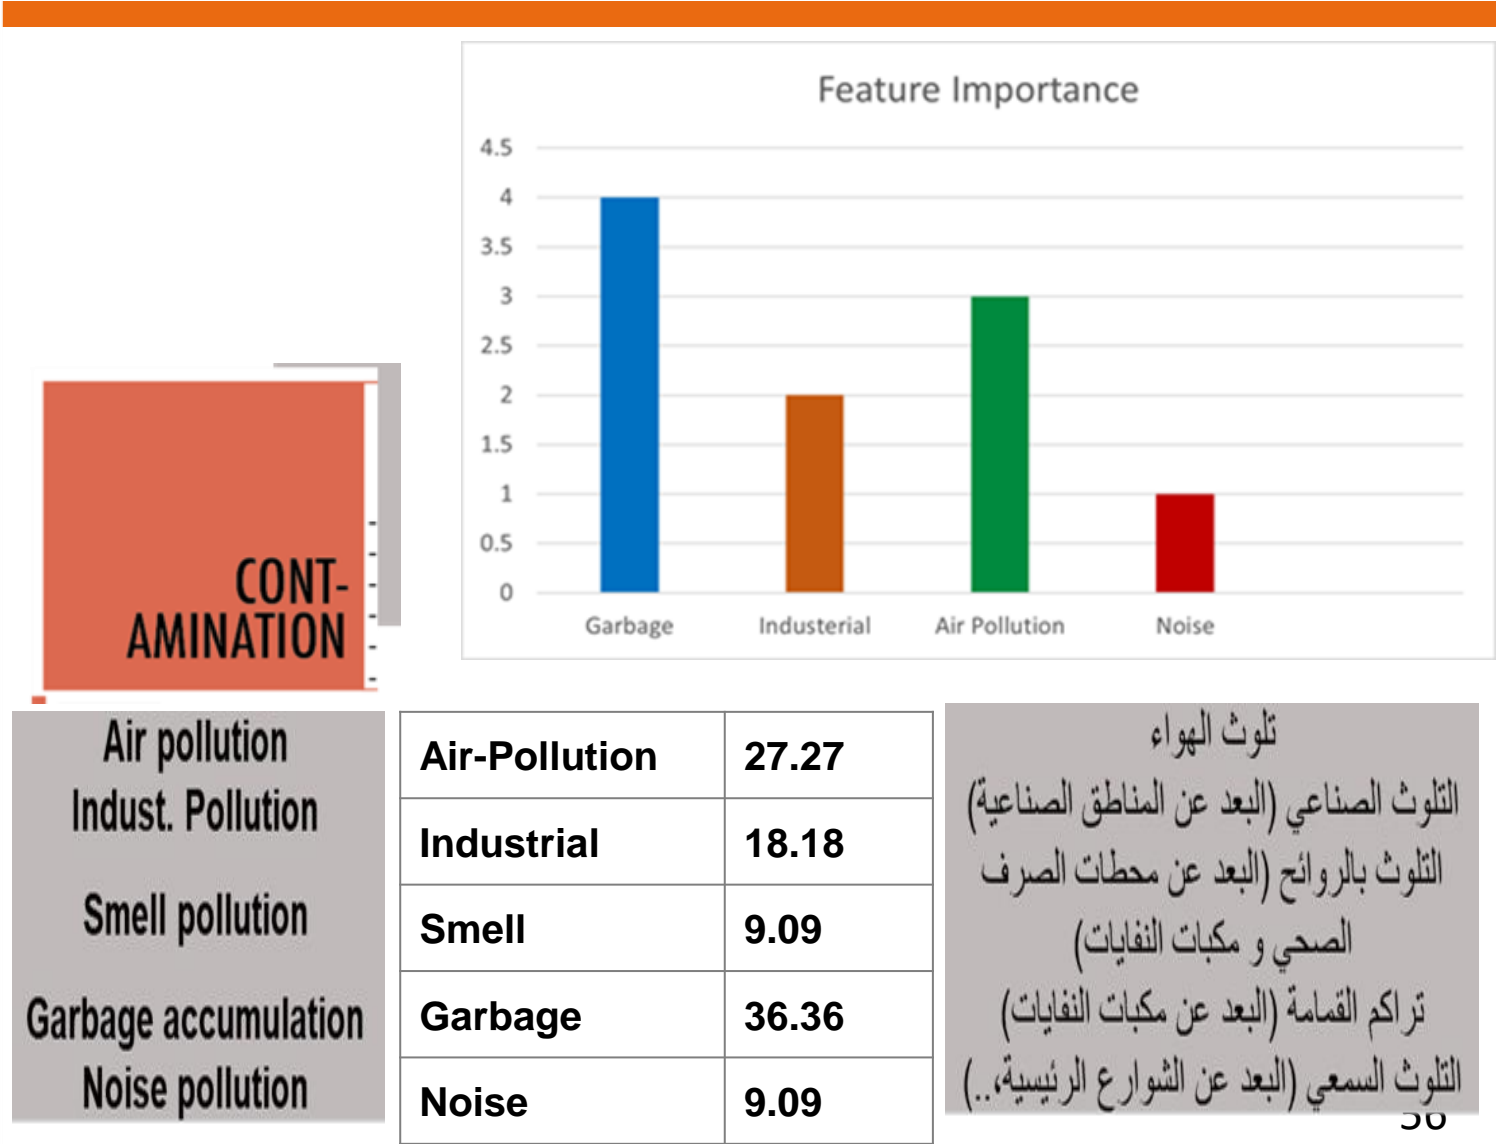 Feature Importance
4.5
4
3.5
3
2.5
2
1.5
1
0.5
0
Garbage
Industerial
Air Pollution
Noise
CONT-
AMINATION
Air pollution
Indust. Pollution
Smell pollution
Garbage accumulation
Noise pollution
Air-Pollution 27.27
Industrial 18.18
Smell 9.09
Garbage 36.36
Noise 9.09
تلوث الهواء
التلوث الصناعي (البعد عن المناطق الصناعية)
التلوث بالروائح (البعد عن محطات الصرف
الصحي و مكبات النفايات)
تراكم القمامة (البعد عن مكبات النفايات)
التلوث السمعي (البعد عن الشوارع الرئيسية،..)